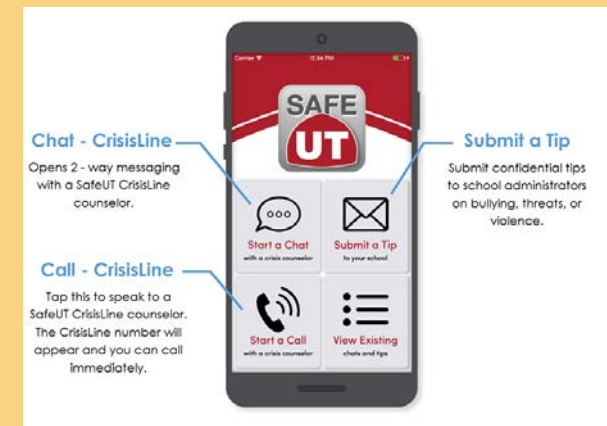 Carrier
12:34 PM
SAFE
UT
Chat - CrisisLine
Opens 2 - way messaging
with a SafeUT CrisisLine
counselor.
Call - CrisisLine
Tap this to speak to a
SafeUT CrisisLine counselor.
The CrisisLine number will
appear and you can call
immediately.
Start a Chat
with a crisis counselor
Submit a Tip
to your school
Start a Call
with a crisis counselor
View Existing
chats and tips
Submit a Tip
Submit confidential tips
to school administrators
on bullying, threats, or
violence.